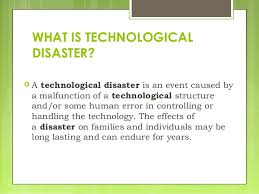 WHAT IS TECHNOLOGICAL
DISASTER?
A technological disaster is an event caused by
a malfunction of a technological structure
and/or some human error in controlling or
handling the technology. The effects of
a disaster on families and individuals may be
long lasting and can endure for years.